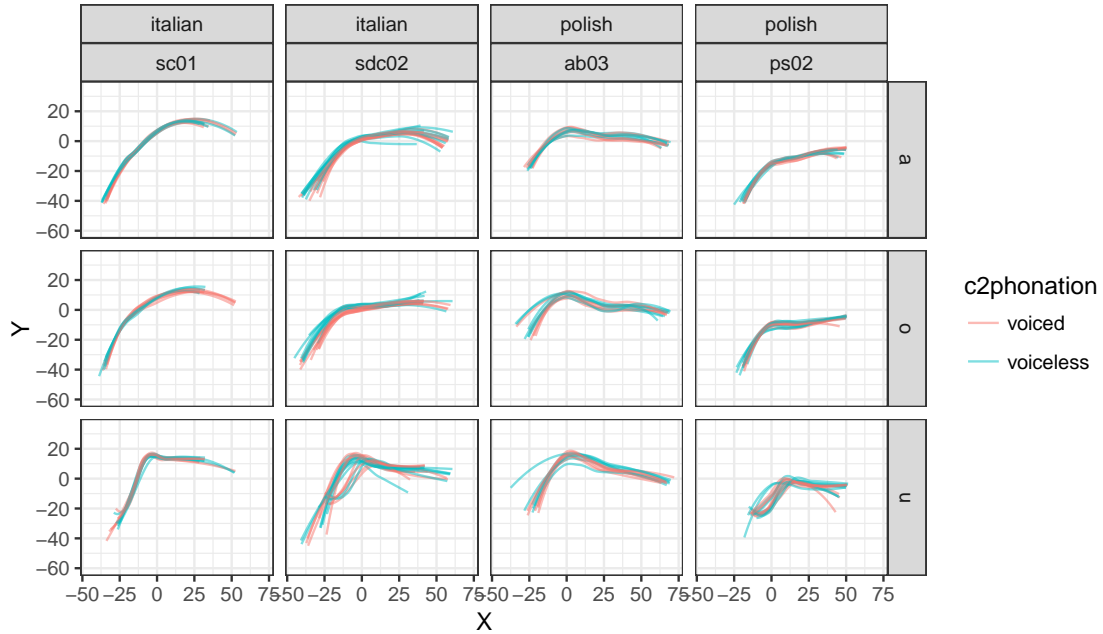 italian italian polish polish
sc01 sdc02 ab03 ps02
20
0
−20
−40
−60
a
20
0
−20
−40
−60
o
20
0
−20
−40
−60
u
Y
−50 −25 0 25 50 75 −50 −25 0 25 50 75 −50 −25 0 25 50 75 −50 −25 0 25 50 75
X
c2phonation
voiced
voiceless